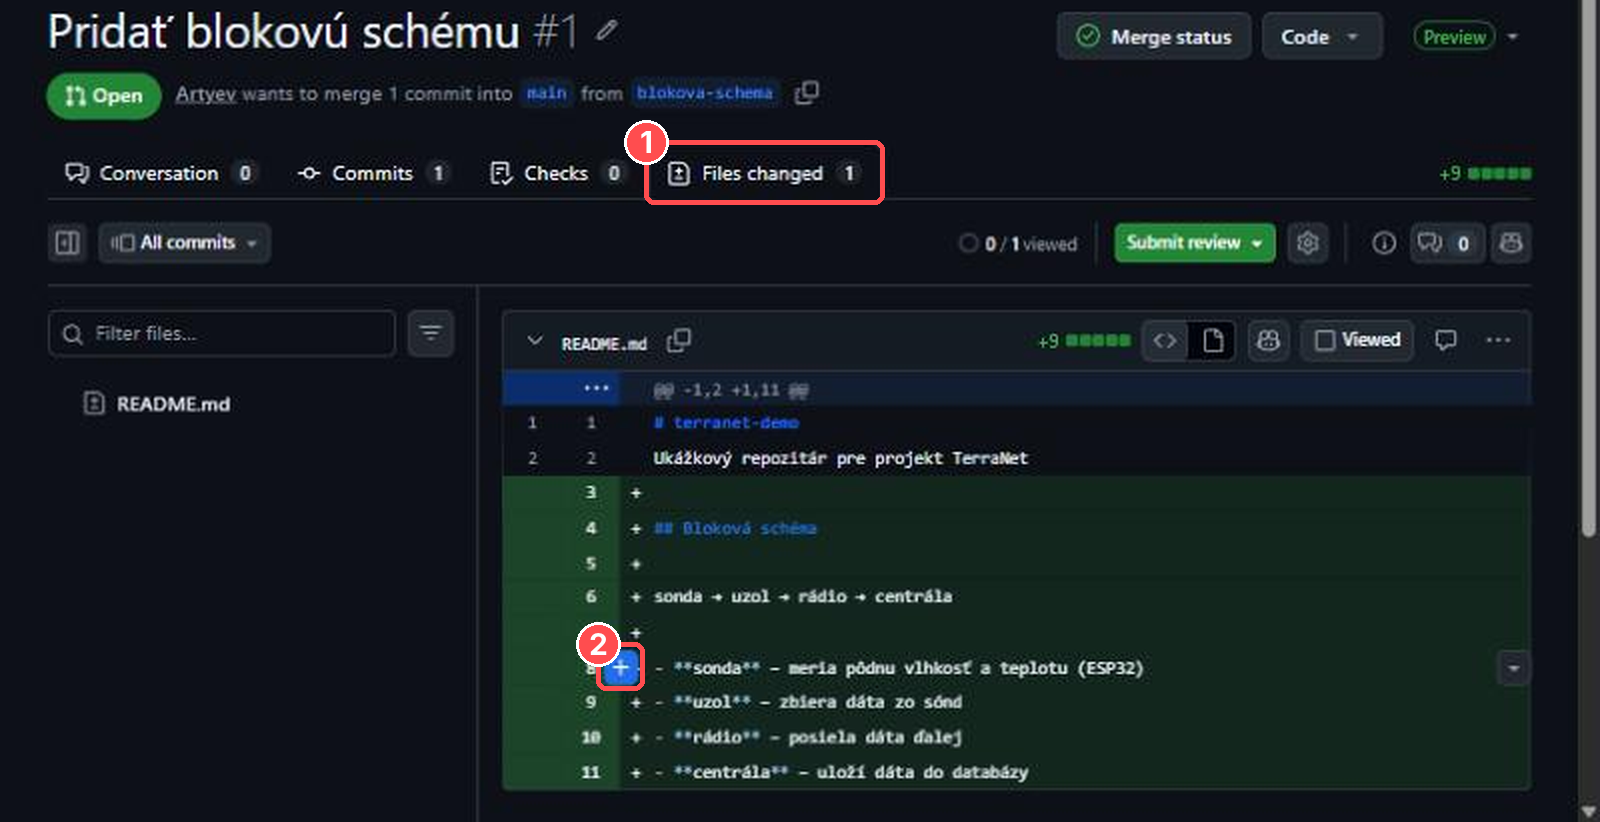 Pridať blokovú schému #1
Merge status
Code
Preview
Open
Artyev wants to merge 1 commit into main from blokova-schema
1
Conversation 0
Commits 1
Checks 0
Files changed 1
+9
All commits
0 / 1 viewed
Submit review
0
Filter files...
README.md
README.md
+9
Viewed
@@ -1,2 +1,11 @@
1 1 # terranet-demo
2 2 Ukážkový repozitár pre projekt TerraNet
3 +
4 + ## Bloková schéma
5 +
6 + sonda → uzol → rádio → centrála
+
2
8 + - **sonda** – meria pôdnu vlhkosť a teplotu (ESP32)
9 + - **uzol** – zbiera dáta zo sónd
10 + - **rádio** – posiela dáta ďalej
11 + - **centrála** – uloží dáta do databázy